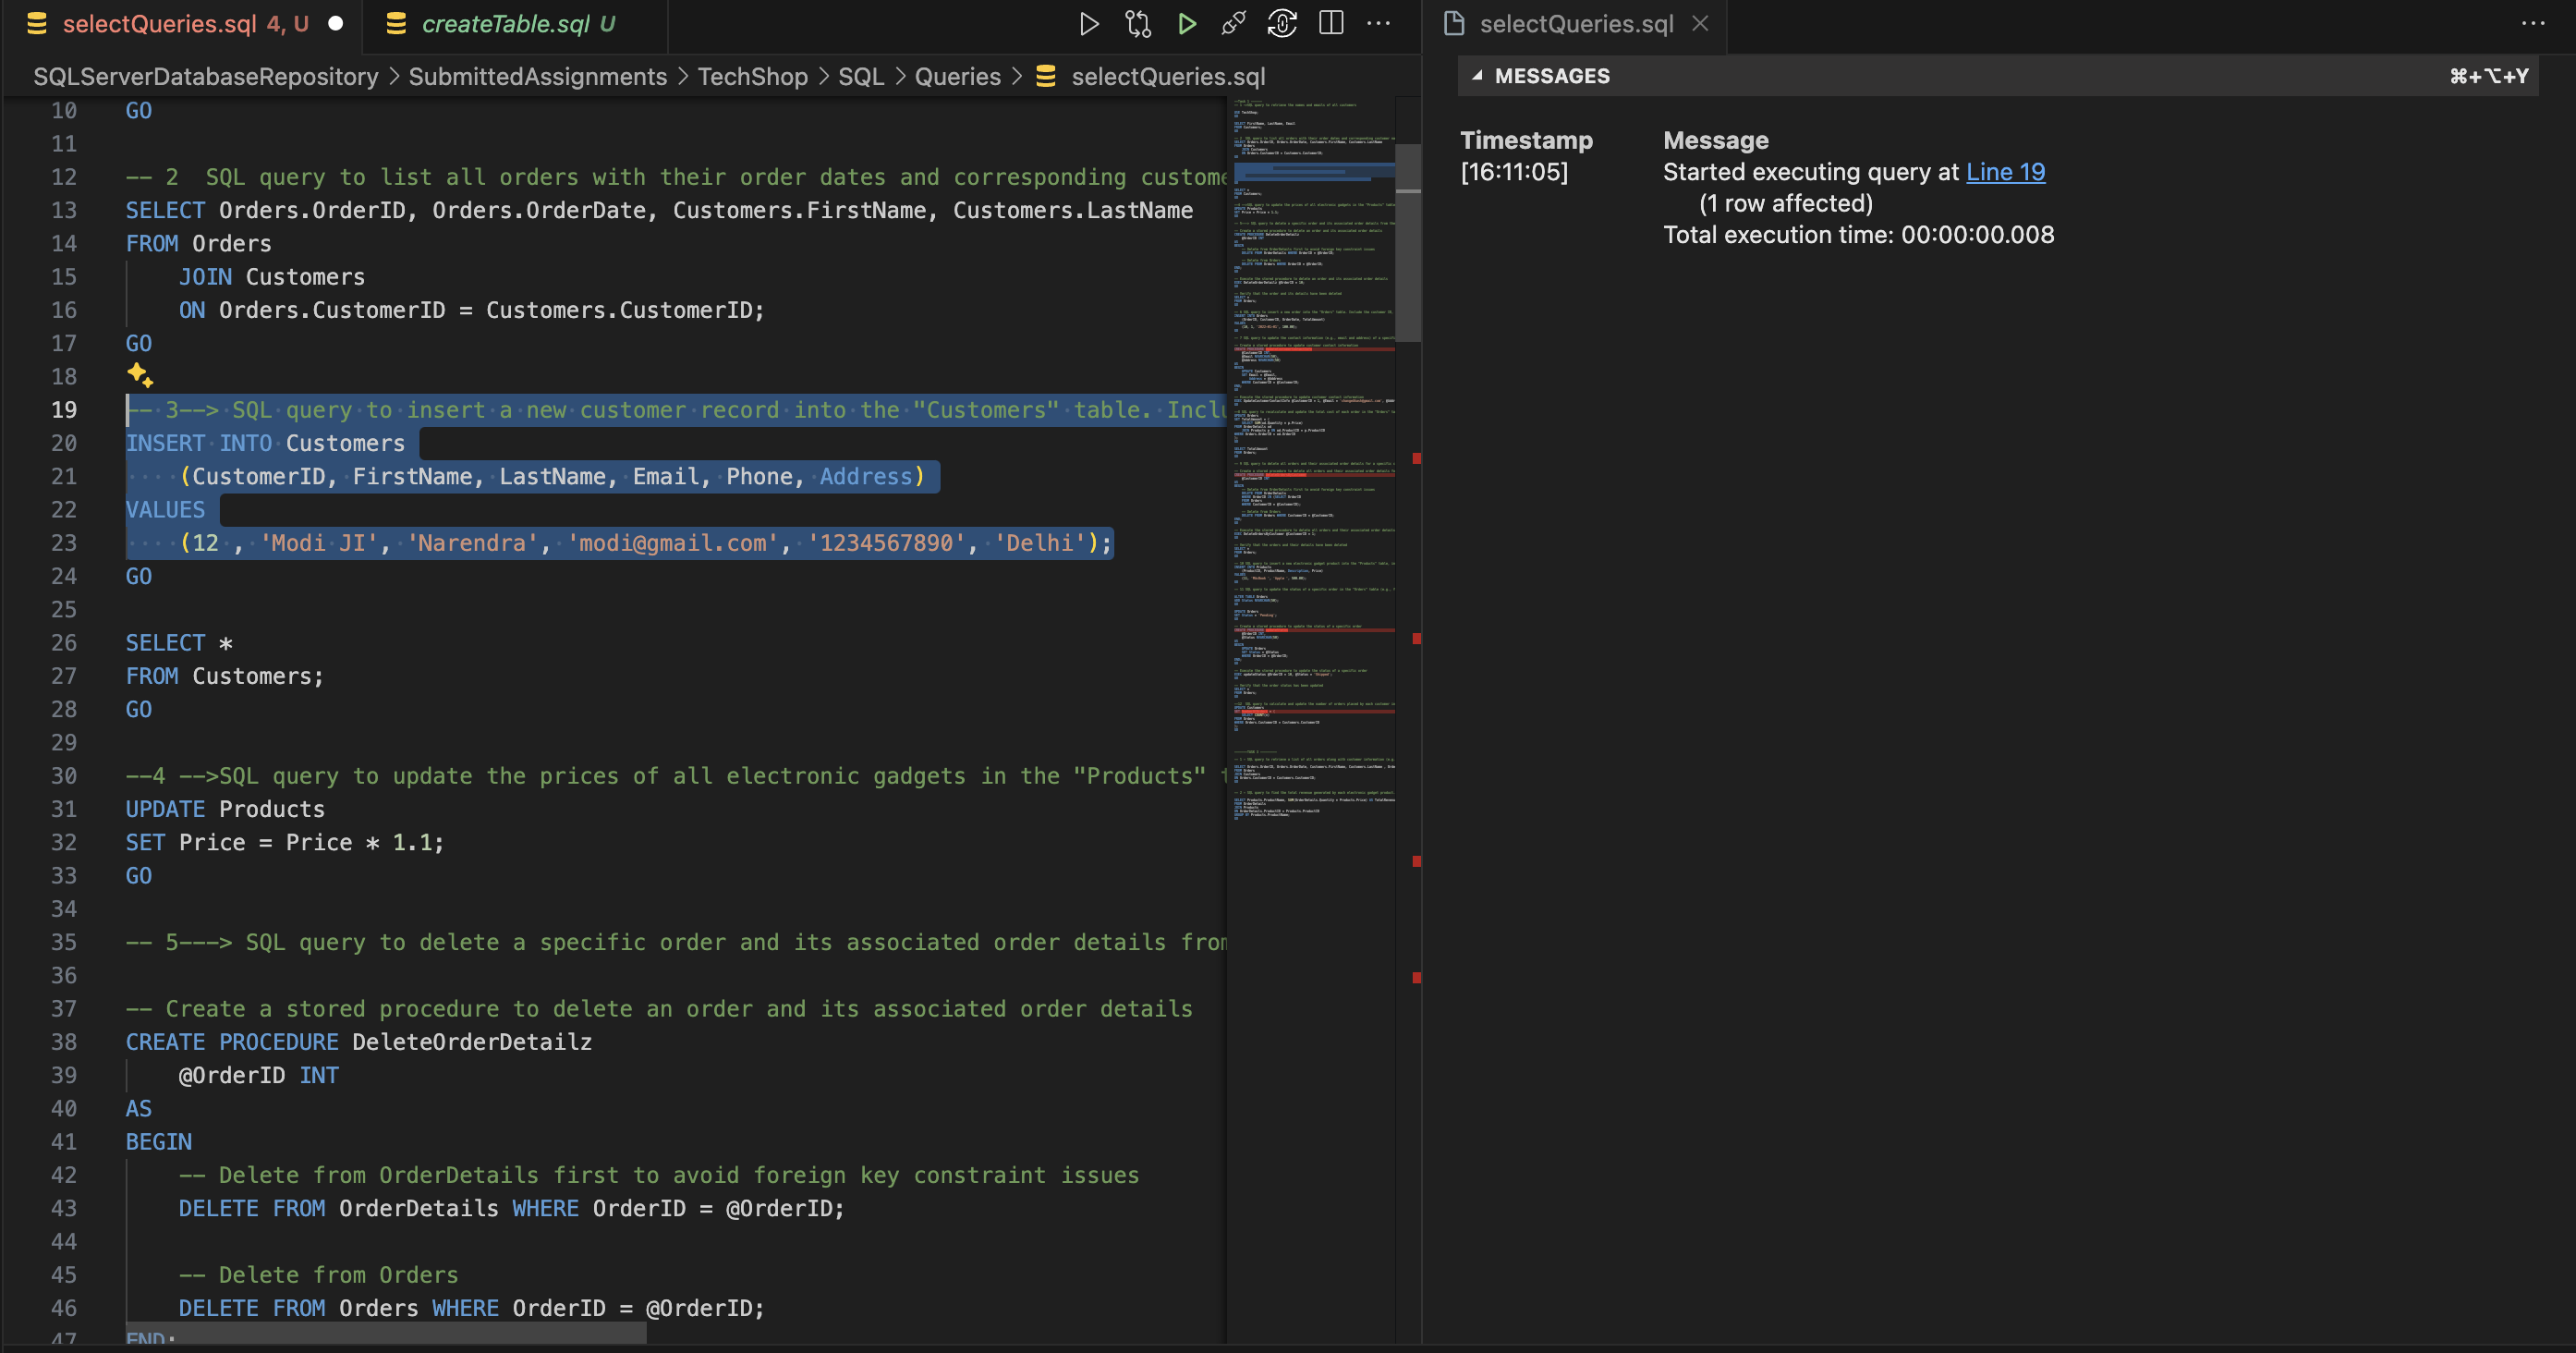 selectQueries.sql 4, U
createTable.sql U
selectQueries.sql
SQLServerDatabaseRepository > SubmittedAssignments > TechShop > SQL > Queries > selectQueries.sql
10 GO
11
12 -- 2  SQL query to list all orders with their order dates and corresponding custome
13 SELECT Orders.OrderID, Orders.OrderDate, Customers.FirstName, Customers.LastName
14 FROM Orders
15     JOIN Customers
16     ON Orders.CustomerID = Customers.CustomerID;
17 GO
18
19 -- 3--> SQL query to insert a new customer record into the "Customers" table. Inclu
20 INSERT INTO Customers
21     (CustomerID, FirstName, LastName, Email, Phone, Address)
22 VALUES
23     (12 , 'Modi JI', 'Narendra', 'modi@gmail.com', '1234567890', 'Delhi');
24 GO
25
26 SELECT *
27 FROM Customers;
28 GO
29
30 --4 -->SQL query to update the prices of all electronic gadgets in the "Products" t
31 UPDATE Products
32 SET Price = Price * 1.1;
33 GO
34
35 -- 5---> SQL query to delete a specific order and its associated order details from
36
37 -- Create a stored procedure to delete an order and its associated order details
38 CREATE PROCEDURE DeleteOrderDetailz
39     @OrderID INT
40 AS
41 BEGIN
42     -- Delete from OrderDetails first to avoid foreign key constraint issues
43     DELETE FROM OrderDetails WHERE OrderID = @OrderID;
44
45     -- Delete from Orders
46     DELETE FROM Orders WHERE OrderID = @OrderID;
47 END;
MESSAGES ⌘+⌥+Y
Timestamp Message
[16:11:05] Started executing query at Line 19
(1 row affected)
Total execution time: 00:00:00.008